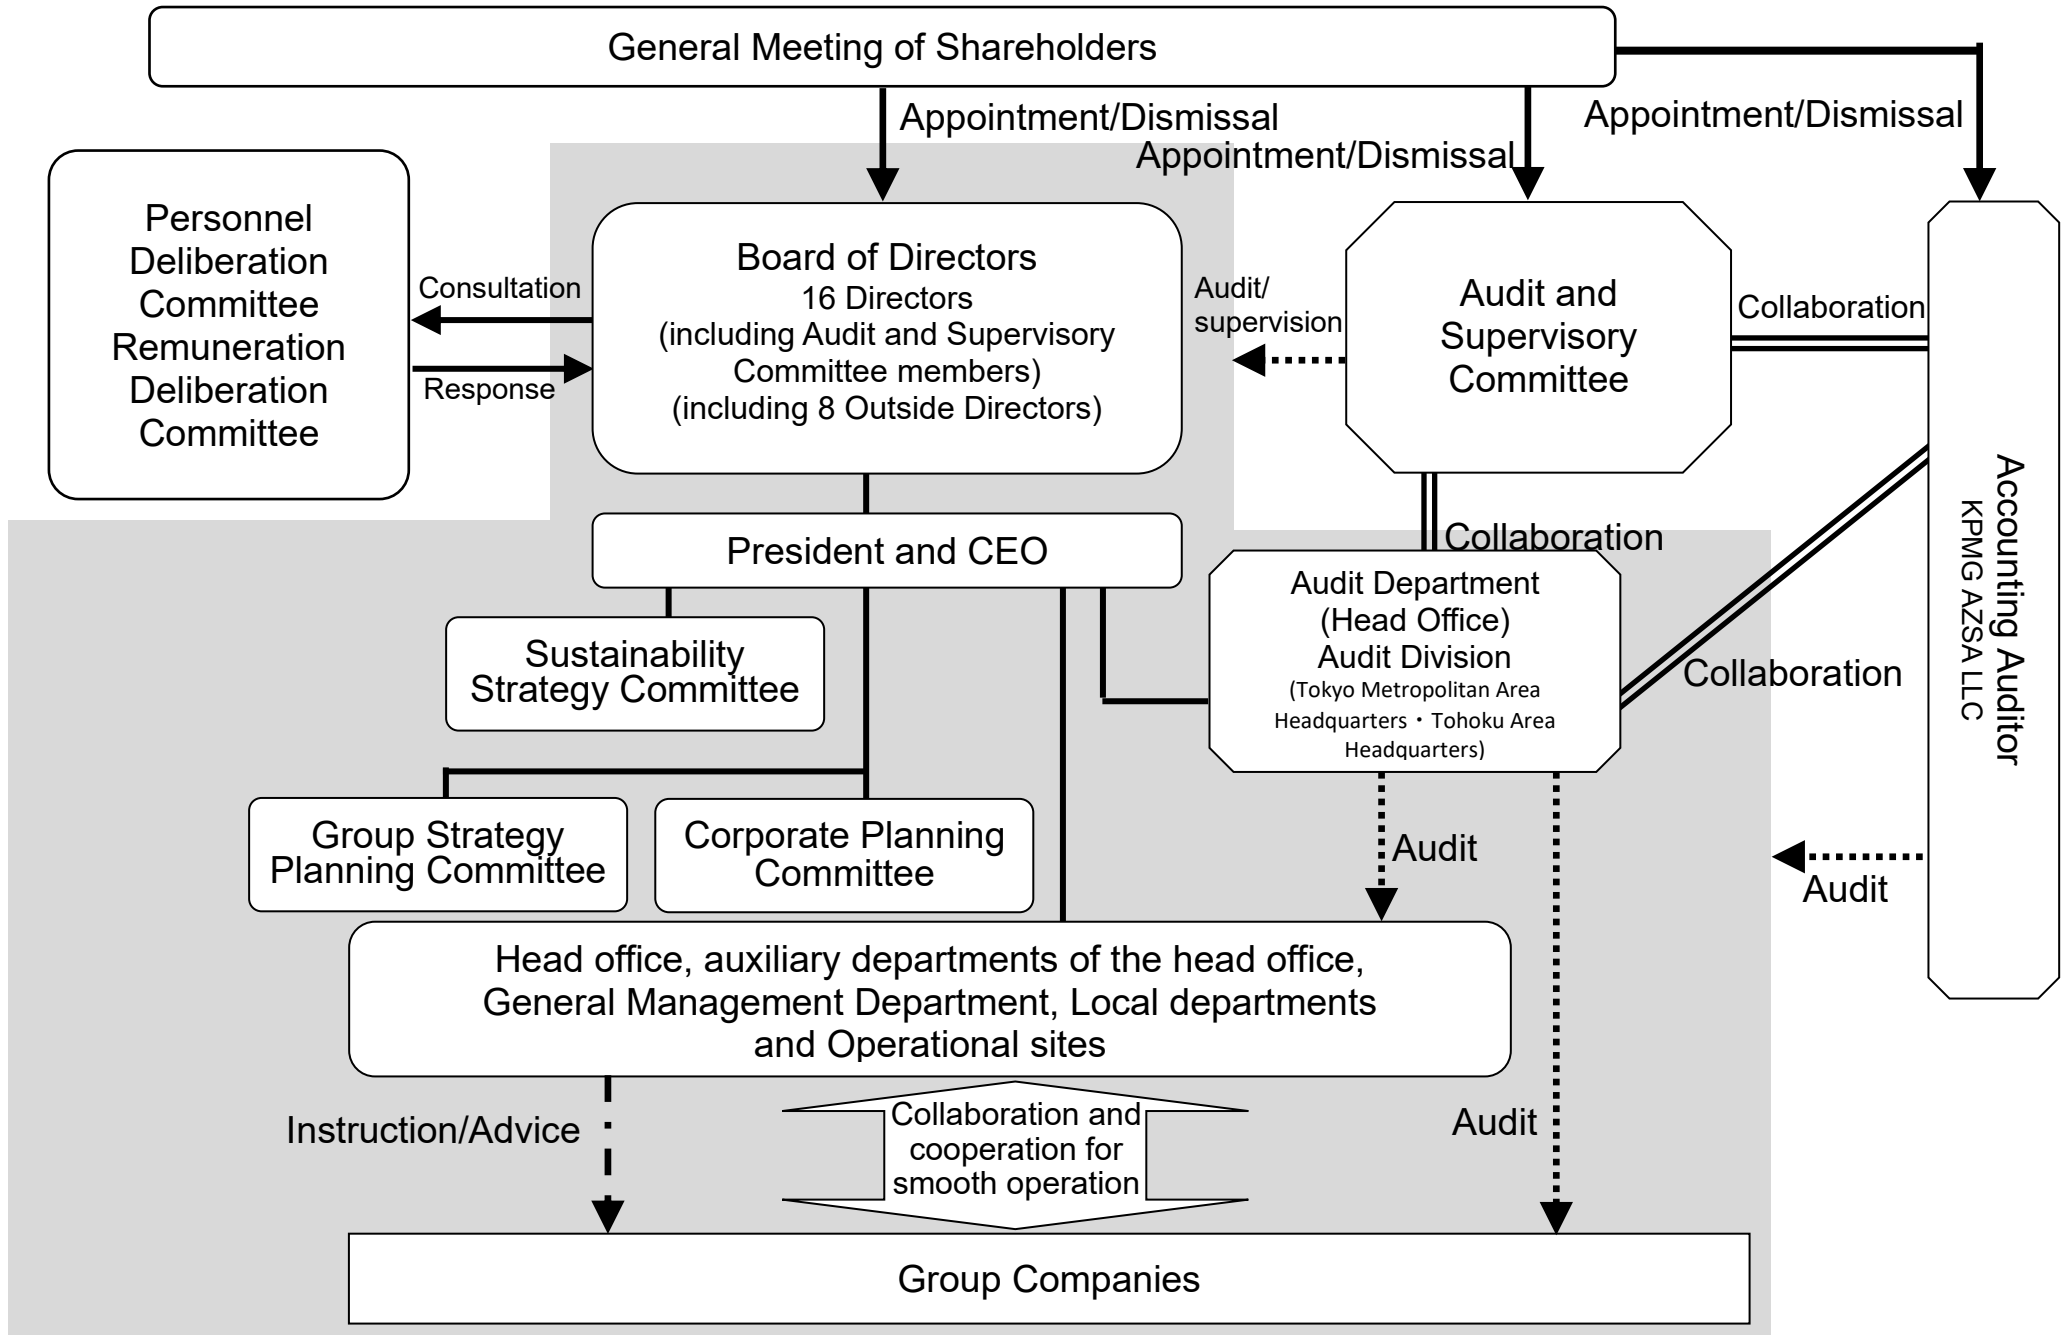 General Meeting of Shareholders
Appointment/Dismissal
Appointment/Dismissal
Appointment/Dismissal
Personnel
Deliberation
Committee
Remuneration
Deliberation
Committee
Consultation
Response
Board of Directors
16 Directors
(including Audit and Supervisory
Committee members)
(including 8 Outside Directors)
Audit/
supervision
Audit and
Supervisory
Committee
Collaboration
Accounting Auditor
KPMG AZSA LLC
President and CEO
Collaboration
Audit Department
(Head Office)
Audit Division
(Tokyo Metropolitan Area
Headquarters・Tohoku Area
Headquarters)
Collaboration
Sustainability
Strategy Committee
Group Strategy
Planning Committee
Corporate Planning
Committee
Audit
Audit
Head office, auxiliary departments of the head office,
General Management Department, Local departments
and Operational sites
Instruction/Advice
Collaboration and
cooperation for
smooth operation
Audit
Group Companies